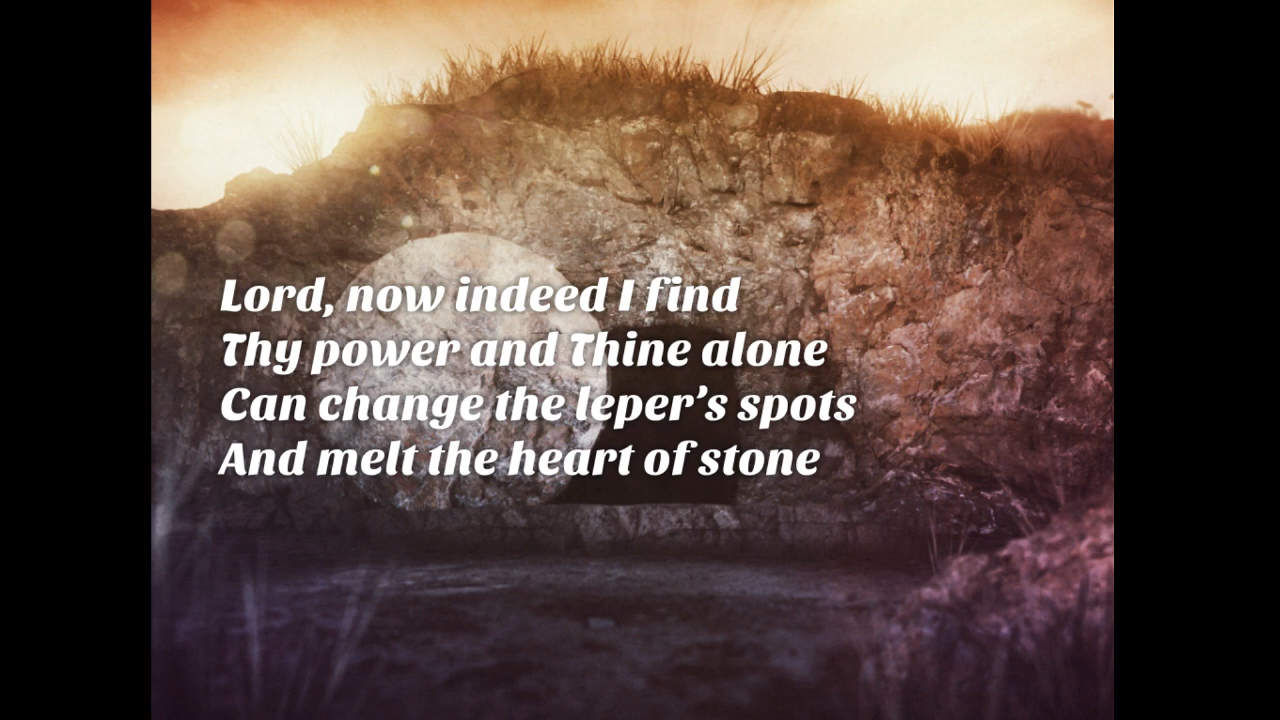 Lord, now indeed I find
Thy power and Thine alone
Can change the leper’s spots
And melt the heart of stone